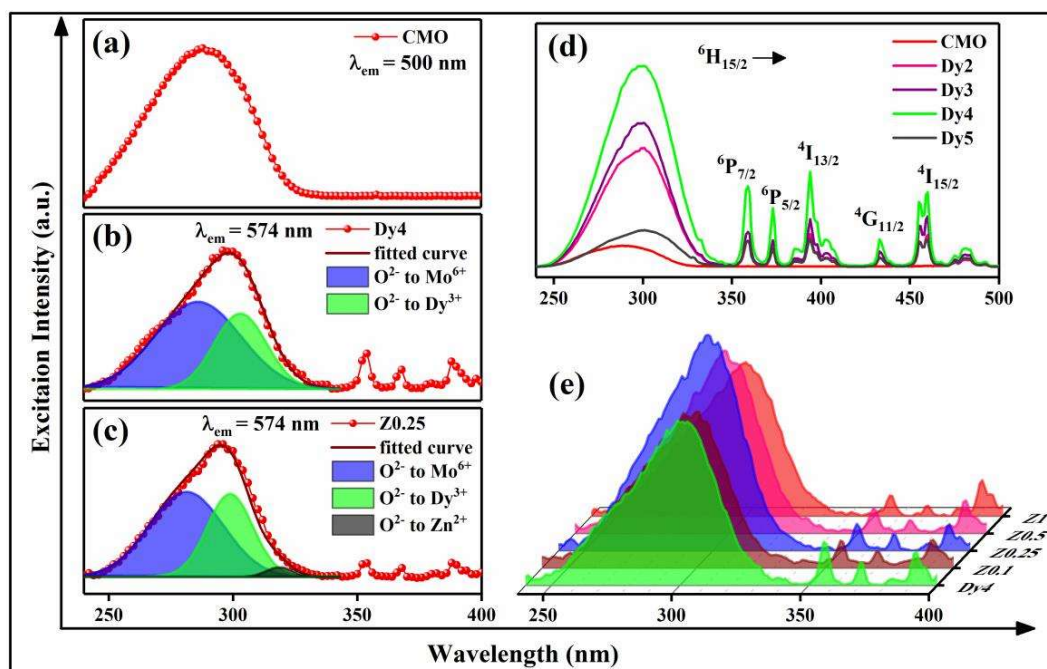 Excitaion Intensity (a.u.)
(a)
CMO
λem = 500 nm
(b)
λem = 574 nm
Dy4
fitted curve
O2- to Mo6+
O2- to Dy3+
(c)
λem = 574 nm
Z0.25
fitted curve
O2- to Mo6+
O2- to Dy3+
O2- to Zn2+
250 300 350 400
(d)
6H15/2
CMO
Dy2
Dy3
Dy4
Dy5
6P7/2
6P5/2
4I13/2
4G11/2
4I15/2
250 300 350 400 450 500
(e)
Z1
Z0.5
Z0.25
Z0.1
Dy4
250 300 350 400
Wavelength (nm)